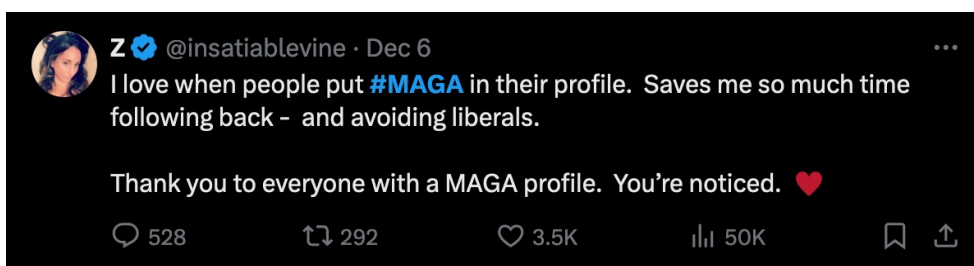 Z @insatiablevine · Dec 6
I love when people put #MAGA in their profile.  Saves me so much time
following back -  and avoiding liberals.
Thank you to everyone with a MAGA profile.  You’re noticed. ♥️
528 292 3.5K 50K